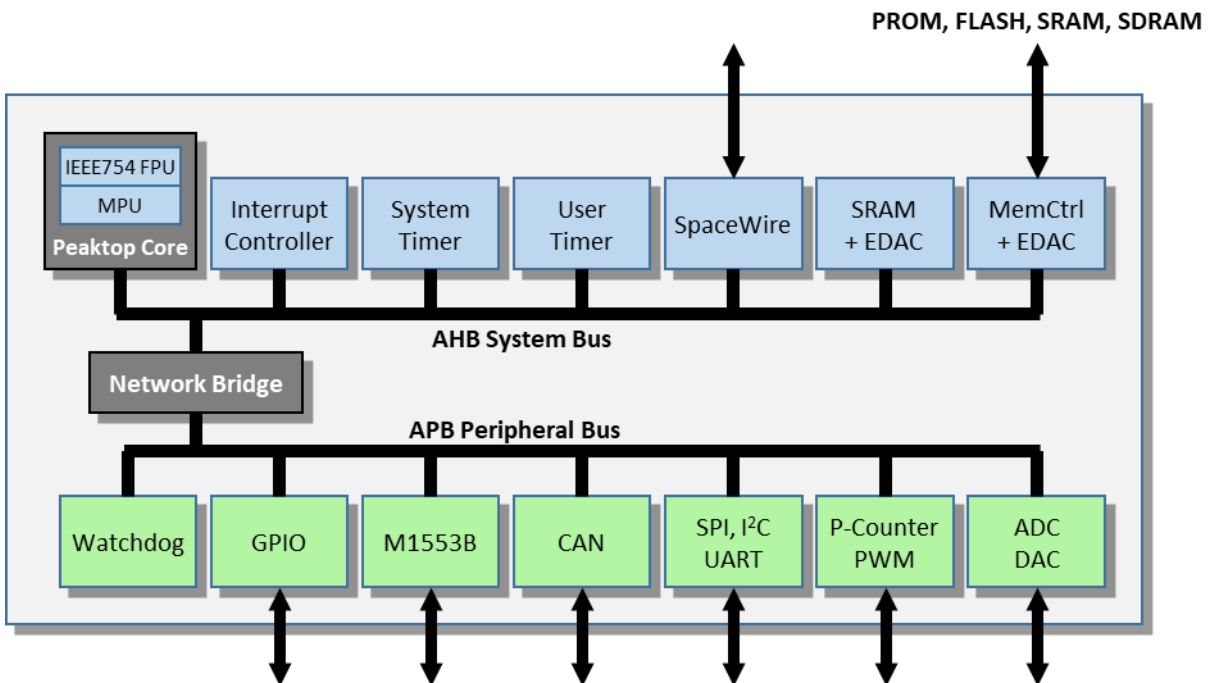 PROM, FLASH, SRAM, SDRAM
IEEE754 FPU
MPU
Peaktop Core
Interrupt
Controller
System
Timer
User
Timer
SpaceWire
SRAM
+ EDAC
MemCtrl
+ EDAC
AHB System Bus
Network Bridge
APB Peripheral Bus
Watchdog
GPIO
M1553B
CAN
SPI, I²C
UART
P-Counter
PWM
ADC
DAC